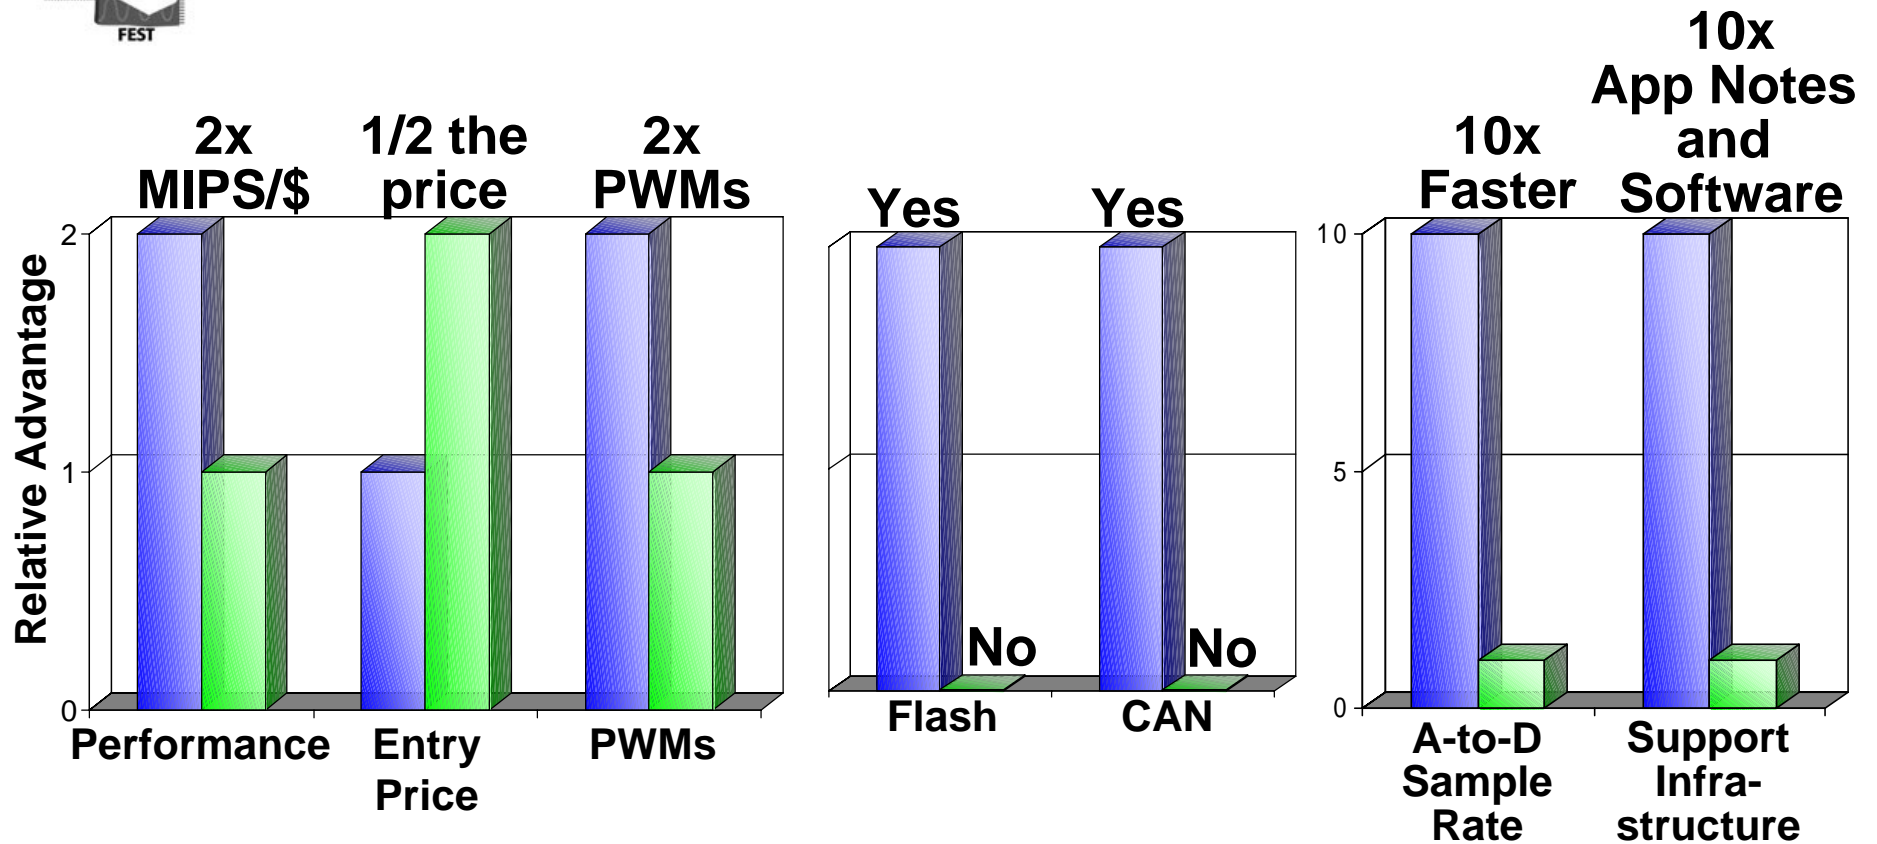 FEST
2x
MIPS/$
1/2 the
price
2x
PWMs
Relative Advantage
2
1
0
Performance
Entry
Price
PWMs
Yes
No
Yes
No
Flash
CAN
10x
Faster
10x
App Notes
and
Software
10
5
0
A-to-D
Sample
Rate
Support
Infra-
structure